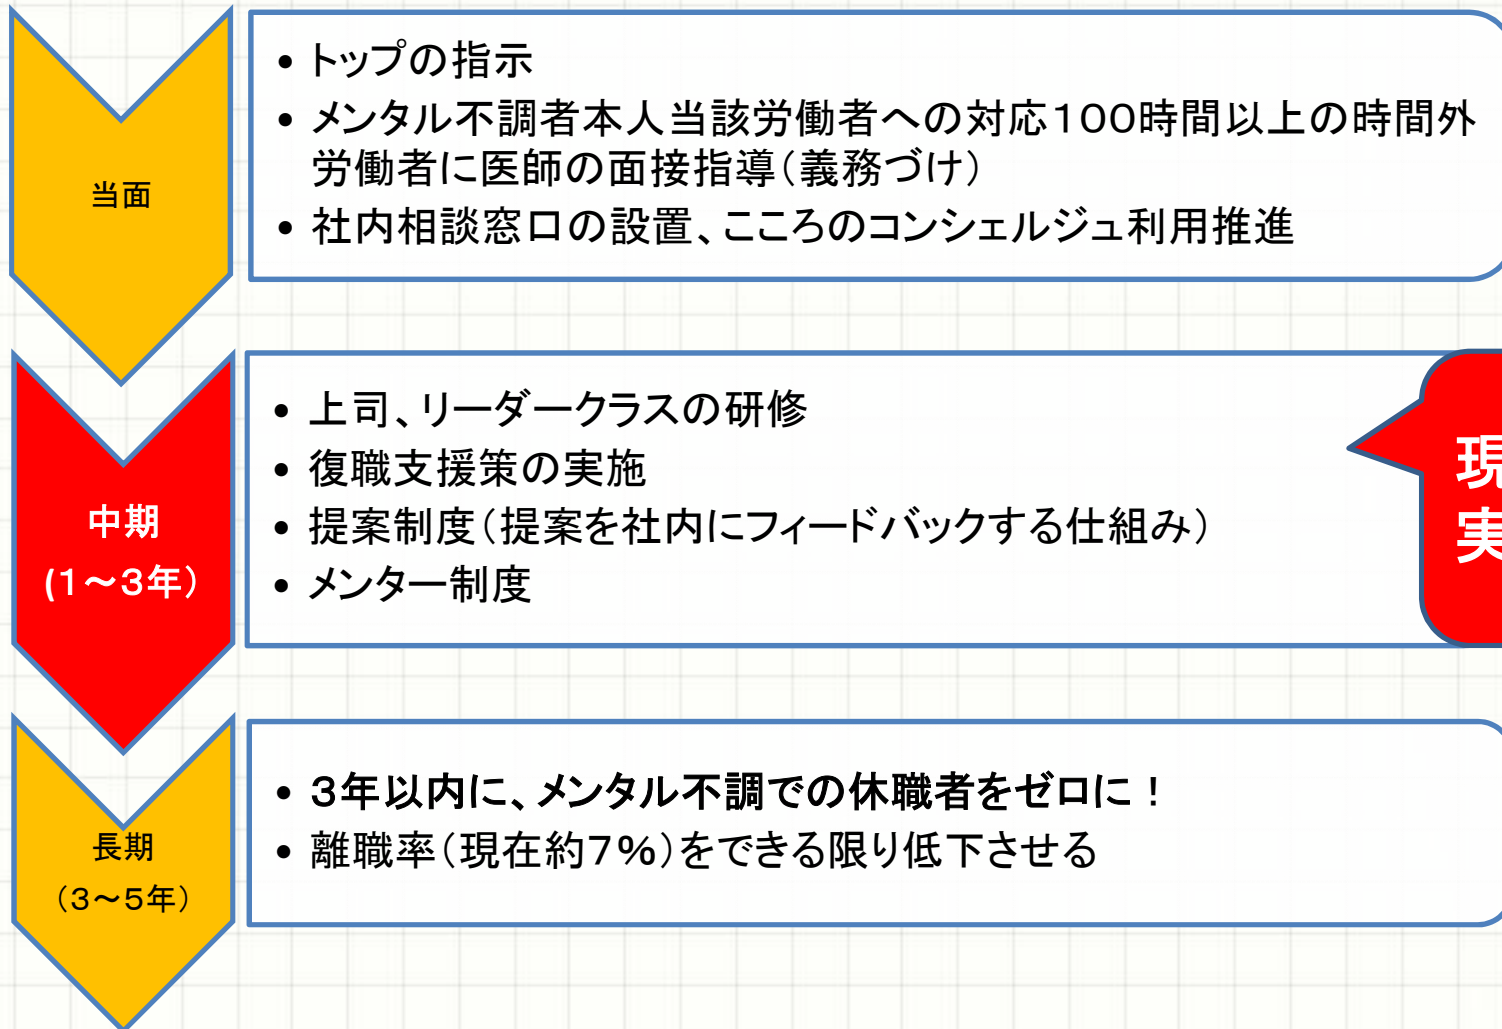 当面
• トップの指示
• メンタル不調者本人当該労働者への対応100時間以上の時間外
労働者に医師の面接指導（義務づけ）
• 社内相談窓口の設置、こころのコンシェルジュ利用推進
中期
(1～3年）
• 上司、リーダークラスの研修
• 復職支援策の実施
• 提案制度（提案を社内にフィードバックする仕組み）
• メンター制度
現
実
長期
（3～5年）
• 3年以内に、メンタル不調での休職者をゼロに！
• 離職率（現在約7％）をできる限り低下させる